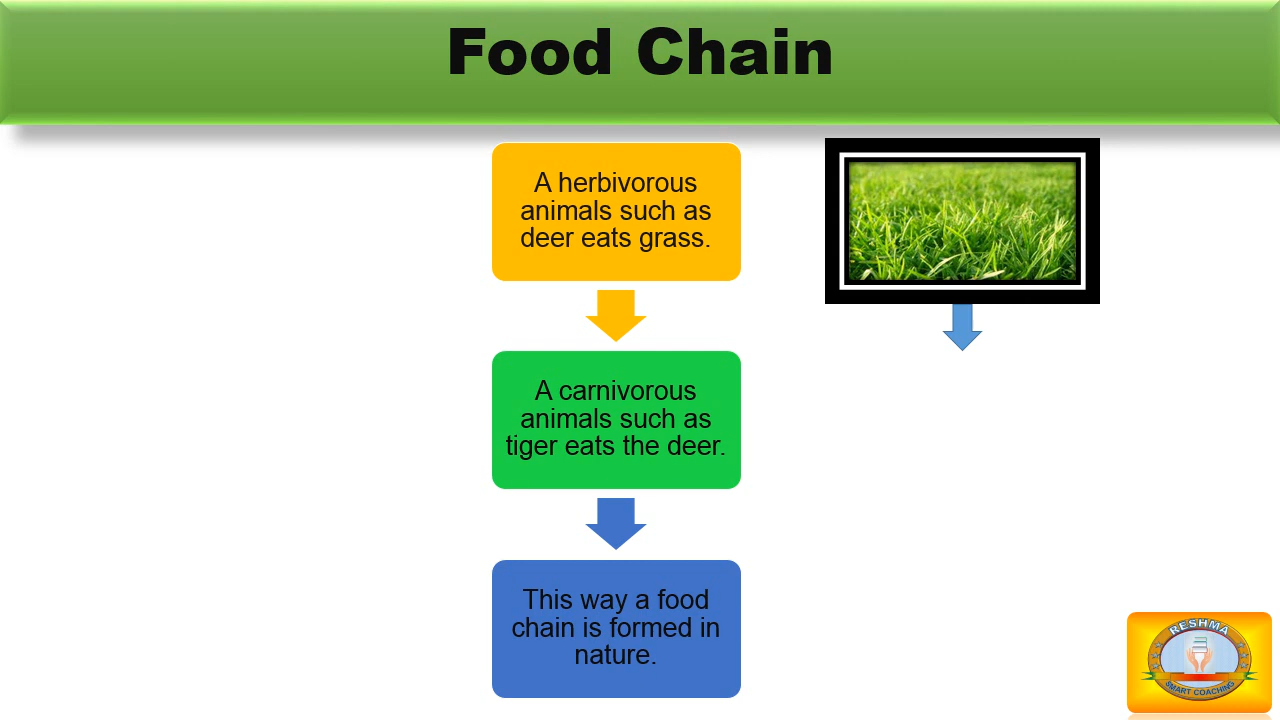 Food Chain
A herbivorous
animals such as
deer eats grass.
A carnivorous
animals such as
tiger eats the deer.
This way a food
chain is formed in
nature.
RESHMA
SMART COACHING